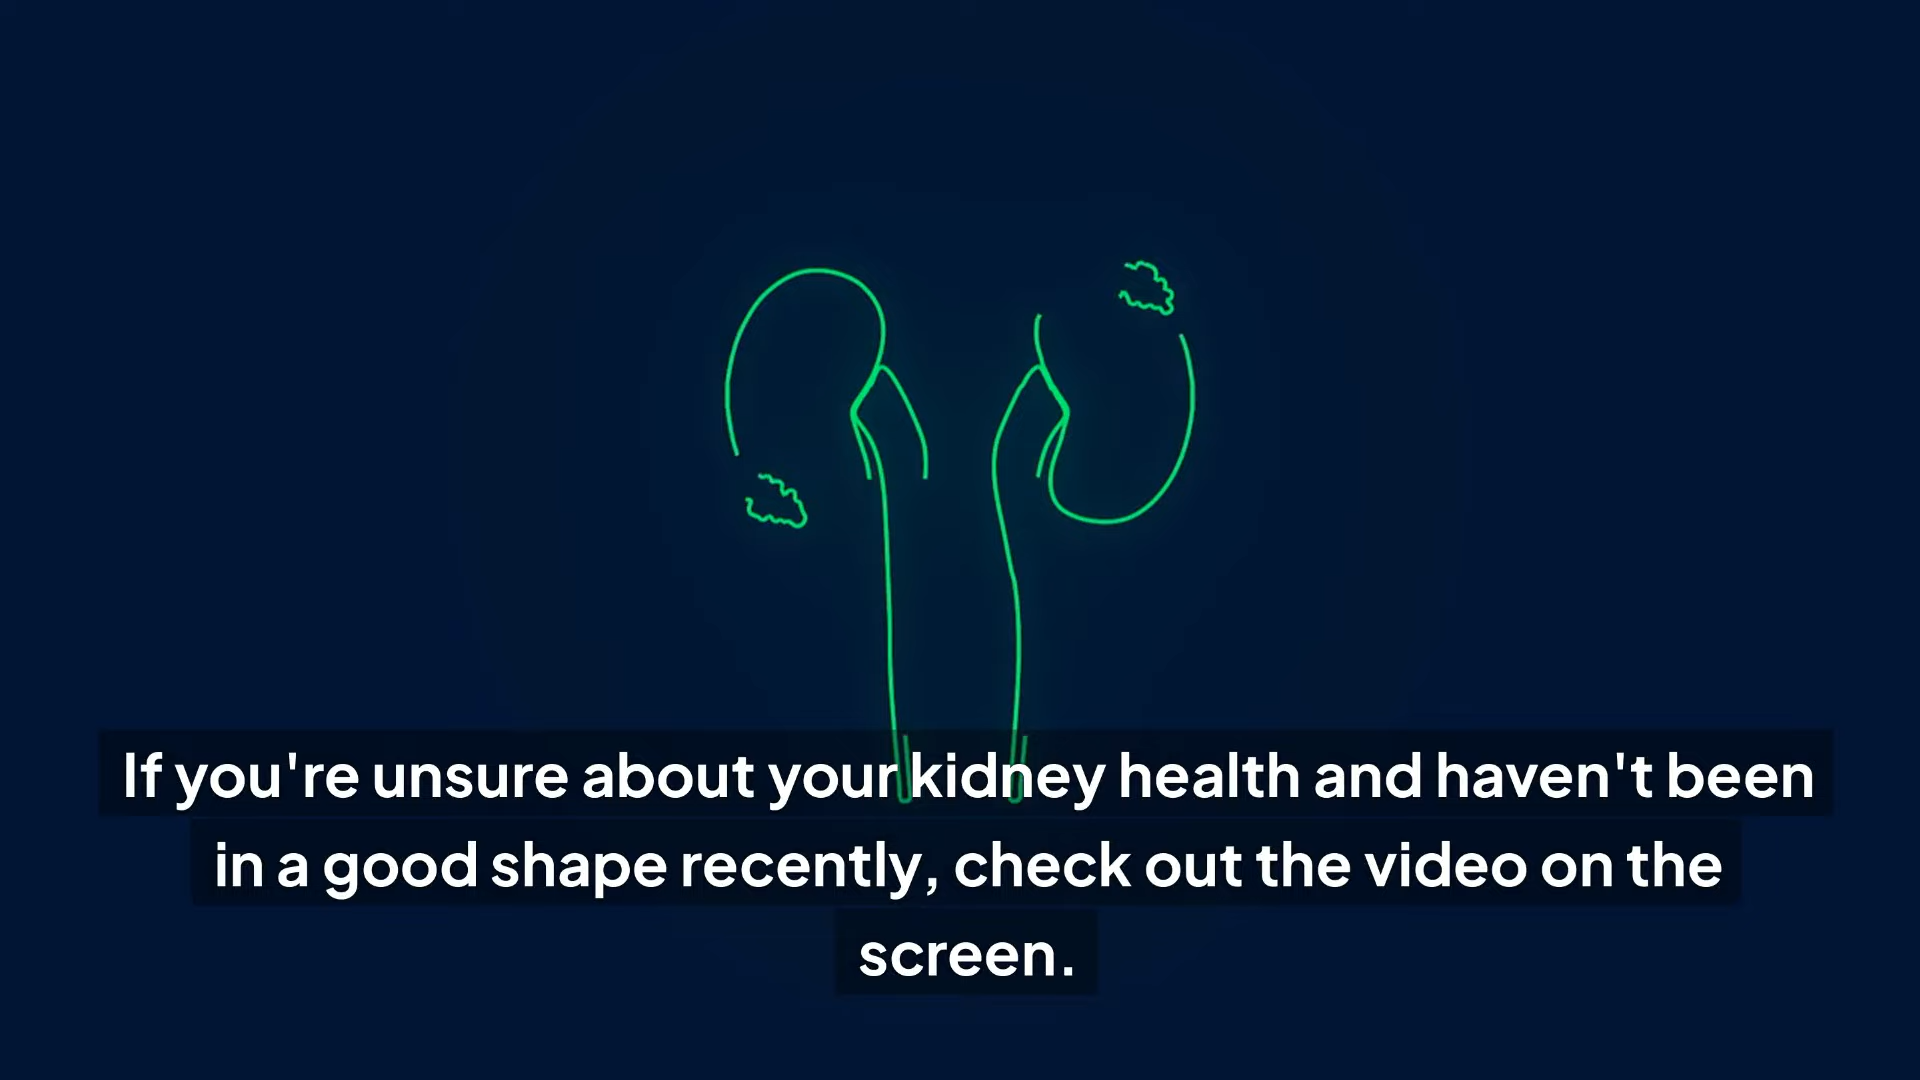 If you're unsure about your kidney health and haven't been
in a good shape recently, check out the video on the
screen.